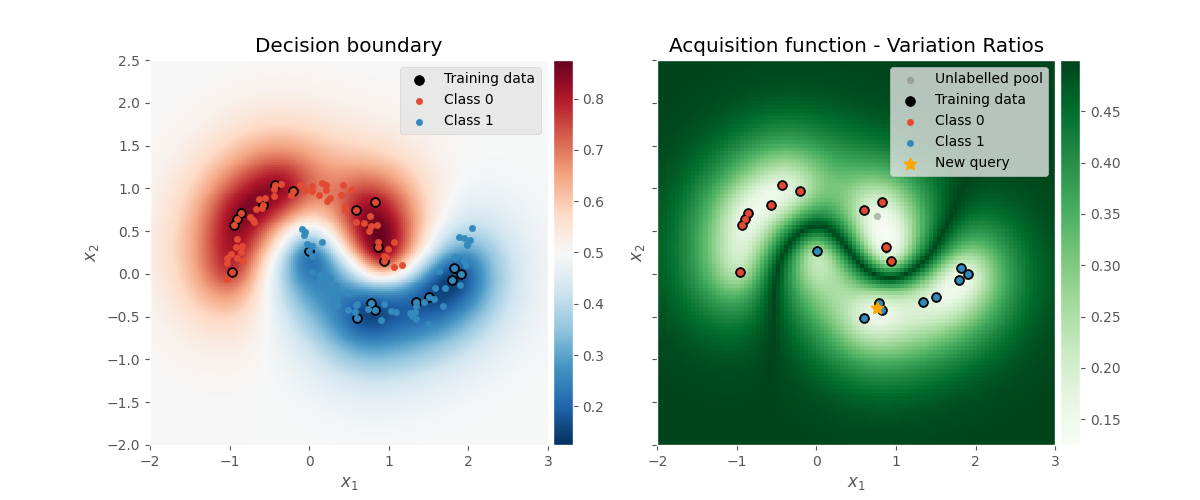 Decision boundary
Training data
Class 0
Class 1
2.5
2.0
1.5
1.0
0.5
0.0
−0.5
−1.0
−1.5
−2.0
x2
−2
−1
0
1
2
3
x1
0.8
0.7
0.6
0.5
0.4
0.3
0.2
Acquisition function - Variation Ratios
Unlabelled pool
Training data
Class 0
Class 1
New query
x2
−2
−1
0
1
2
3
x1
0.45
0.40
0.35
0.30
0.25
0.20
0.15